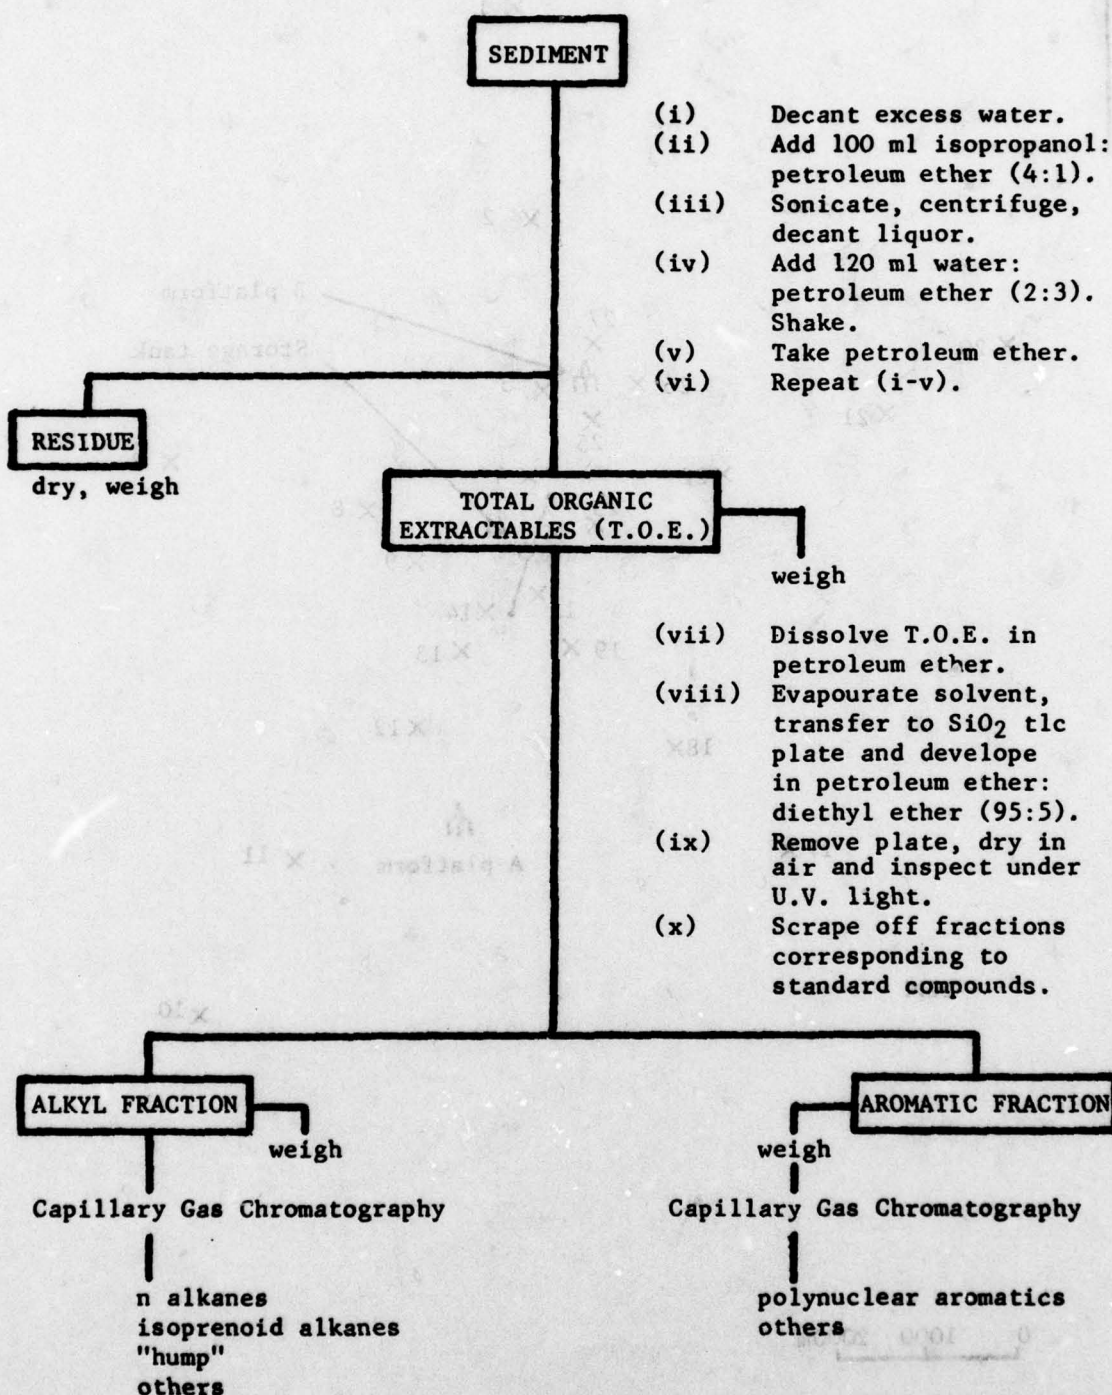 SEDIMENT
(i) Decant excess water.
(ii) Add 100 ml isopropanol:
petroleum ether (4:1).
(iii) Sonicate, centrifuge,
decant liquor.
(iv) Add 120 ml water:
petroleum ether (2:3).
Shake.
(v) Take petroleum ether.
(vi) Repeat (i-v).
RESIDUE
dry, weigh
TOTAL ORGANIC
EXTRACTABLES (T.O.E.)
weigh
(vii) Dissolve T.O.E. in
petroleum ether.
(viii) Evapourate solvent,
transfer to SiO2 tlc
plate and develope
in petroleum ether:
diethyl ether (95:5).
(ix) Remove plate, dry in
air and inspect under
U.V. light.
(x) Scrape off fractions
corresponding to
standard compounds.
ALKYL FRACTION
weigh
Capillary Gas Chromatography
n alkanes
isoprenoid alkanes
"hump"
others
AROMATIC FRACTION
weigh
Capillary Gas Chromatography
polynuclear aromatics
others